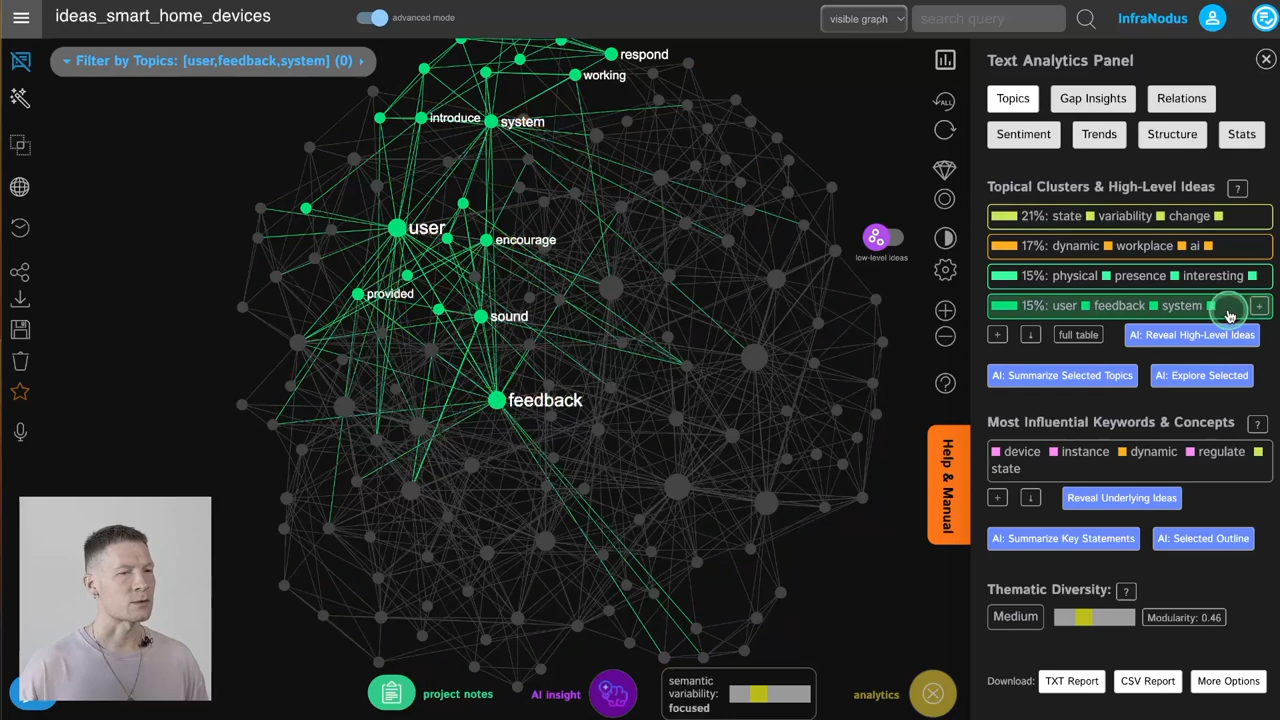 ideas_smart_home_devices
advanced mode
visible graph
search query
InfraNodus
Filter by Topics: [user,feedback,system] (0)
respond
working
introduce
system
user
encourage
provided
sound
feedback
low-level ideas
Help & Manual
Text Analytics Panel
Topics
Gap Insights
Relations
Sentiment
Trends
Structure
Stats
Topical Clusters & High-Level Ideas ?
21%: state variability change
17%: dynamic workplace ai
15%: physical presence interesting
15%: user feedback system +
+ ↓ full table AI: Reveal High-Level Ideas
AI: Summarize Selected Topics AI: Explore Selected
Most Influential Keywords & Concepts ?
device instance dynamic regulate
state
+ ↓ Reveal Underlying Ideas
AI: Summarize Key Statements AI: Selected Outline
Thematic Diversity: ?
Medium Modularity: 0.46
Download: TXT Report CSV Report More Options
project notes
AI insight
semantic
variability:
focused
analytics
ALL